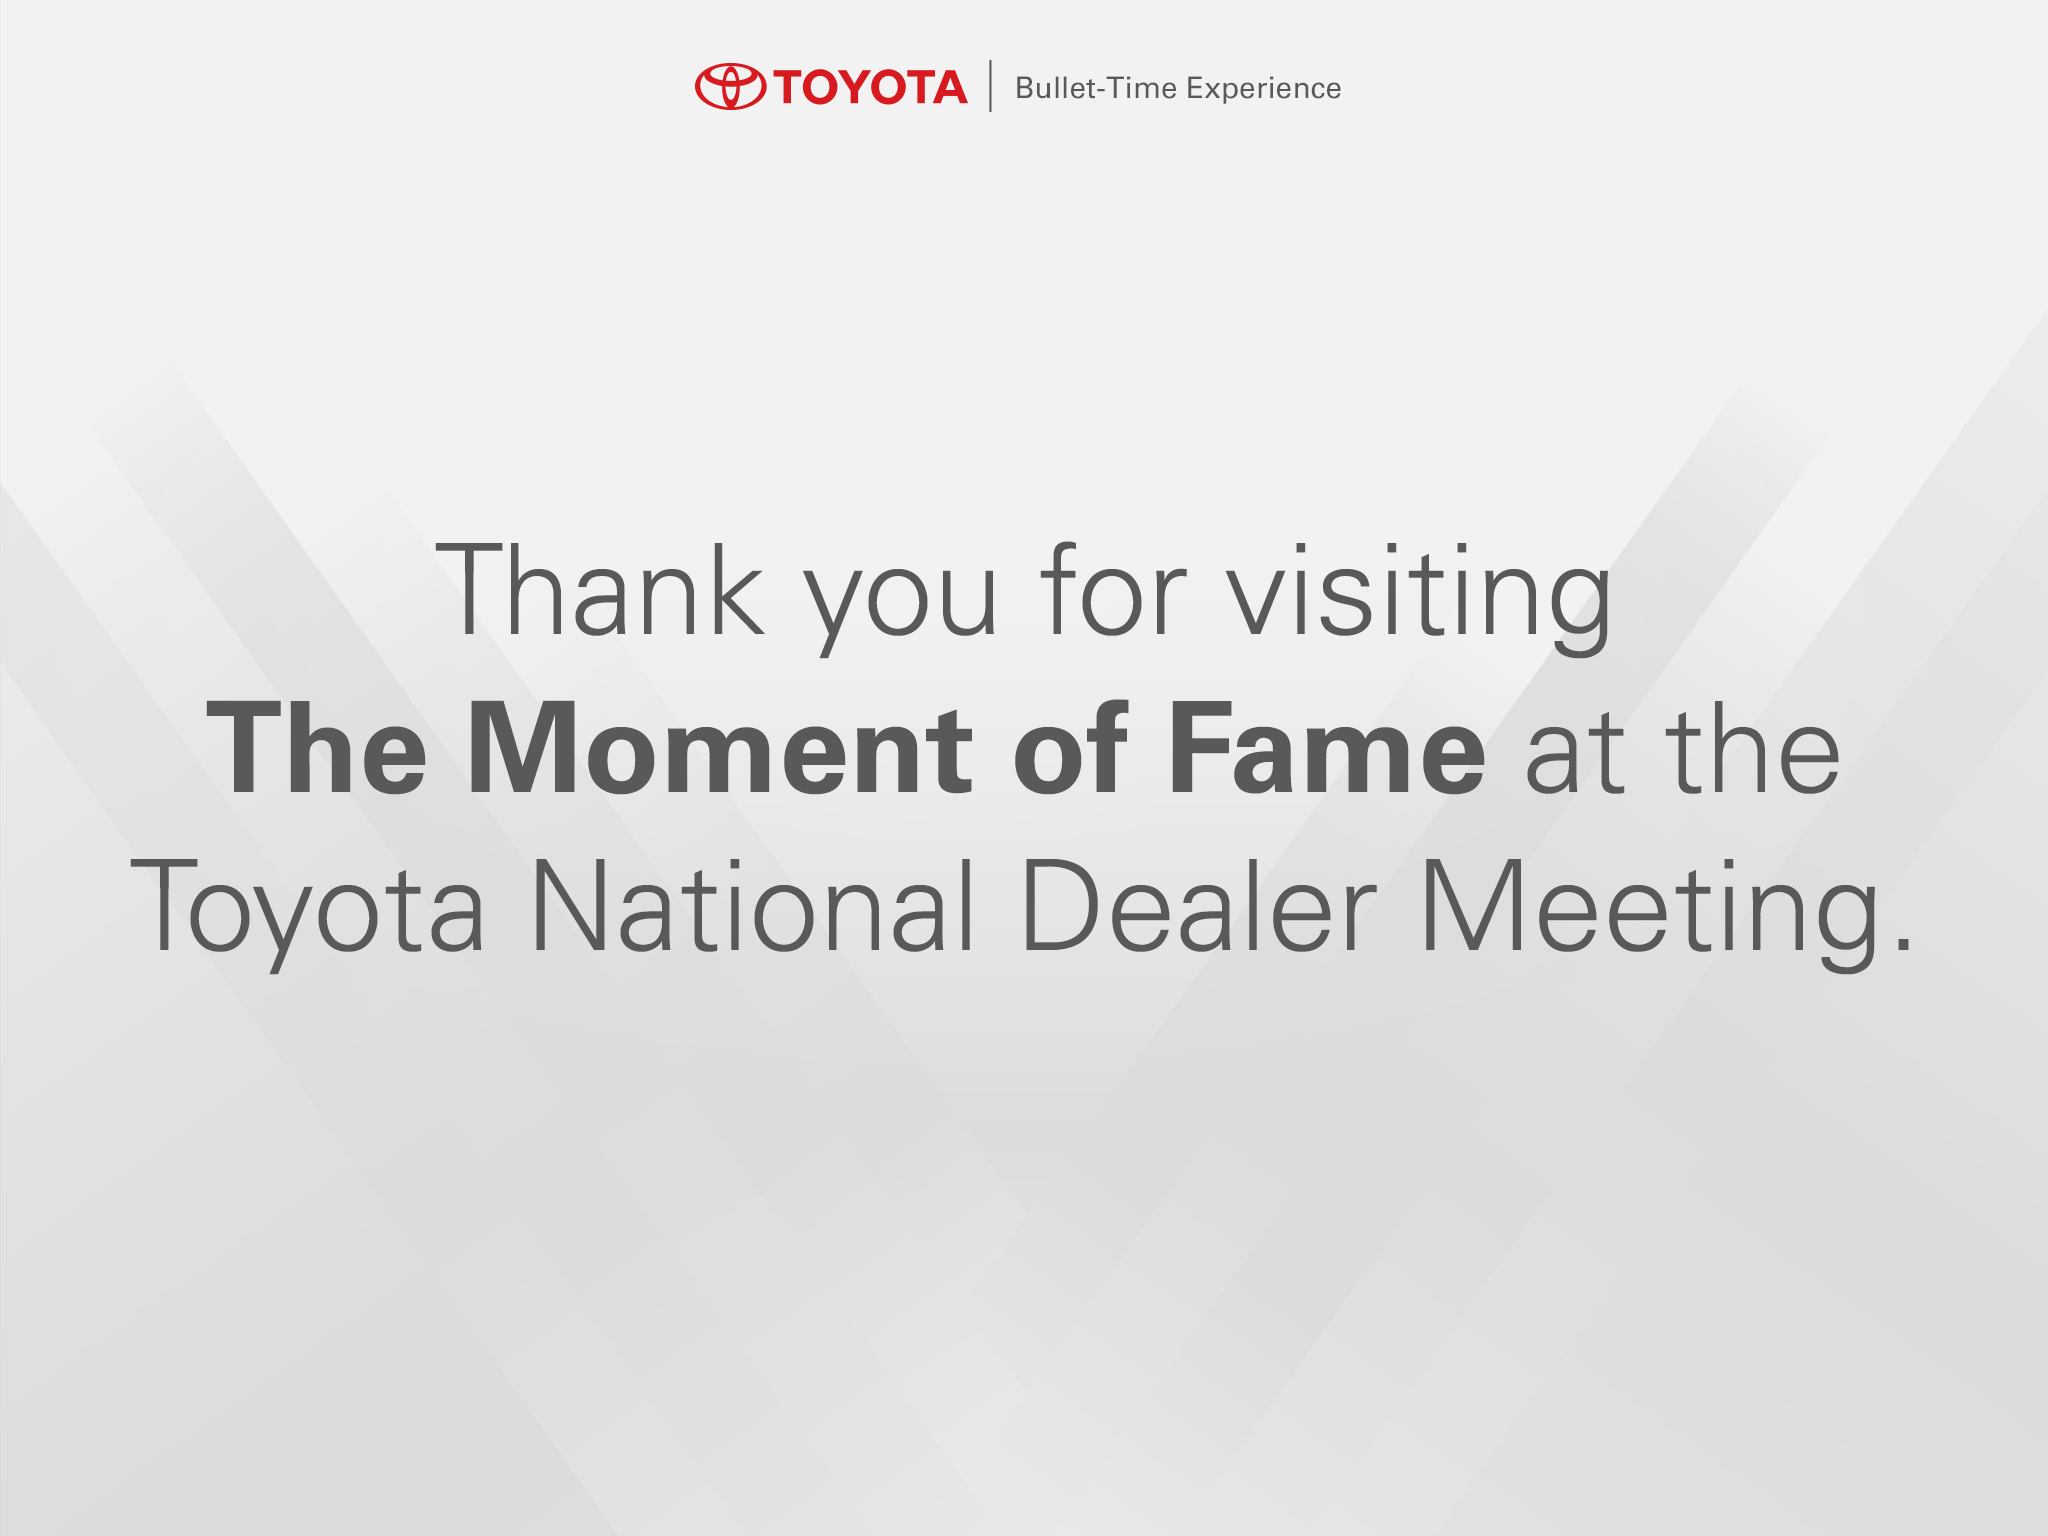 TOYOTA | Bullet-Time Experience
Thank you for visiting
The Moment of Fame at the
Toyota National Dealer Meeting.